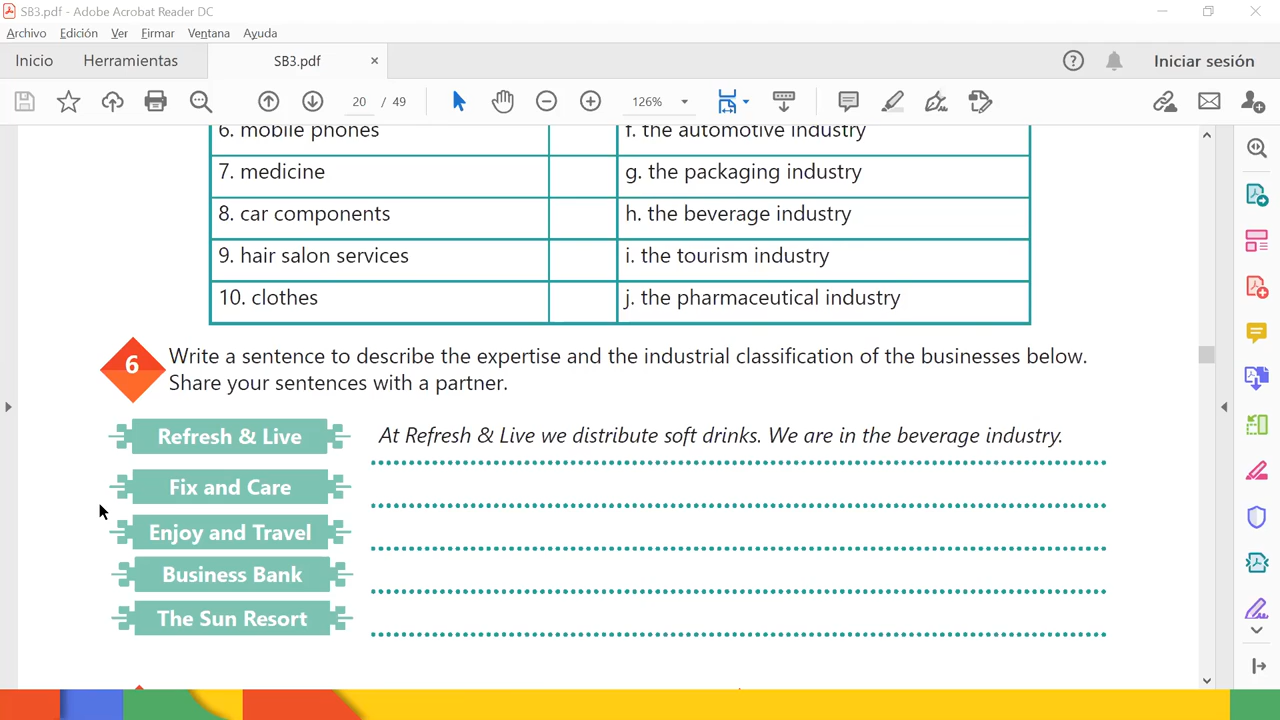 SB3.pdf - Adobe Acrobat Reader DC
Archivo Edición Ver Firmar Ventana Ayuda
Inicio Herramientas SB3.pdf × Iniciar sesión
20 / 49 126%
6. mobile phones f. the automotive industry
7. medicine g. the packaging industry
8. car components h. the beverage industry
9. hair salon services i. the tourism industry
10. clothes j. the pharmaceutical industry
6 Write a sentence to describe the expertise and the industrial classification of the businesses below.
Share your sentences with a partner.
Refresh & Live At Refresh & Live we distribute soft drinks. We are in the beverage industry.
Fix and Care
Enjoy and Travel
Business Bank
The Sun Resort